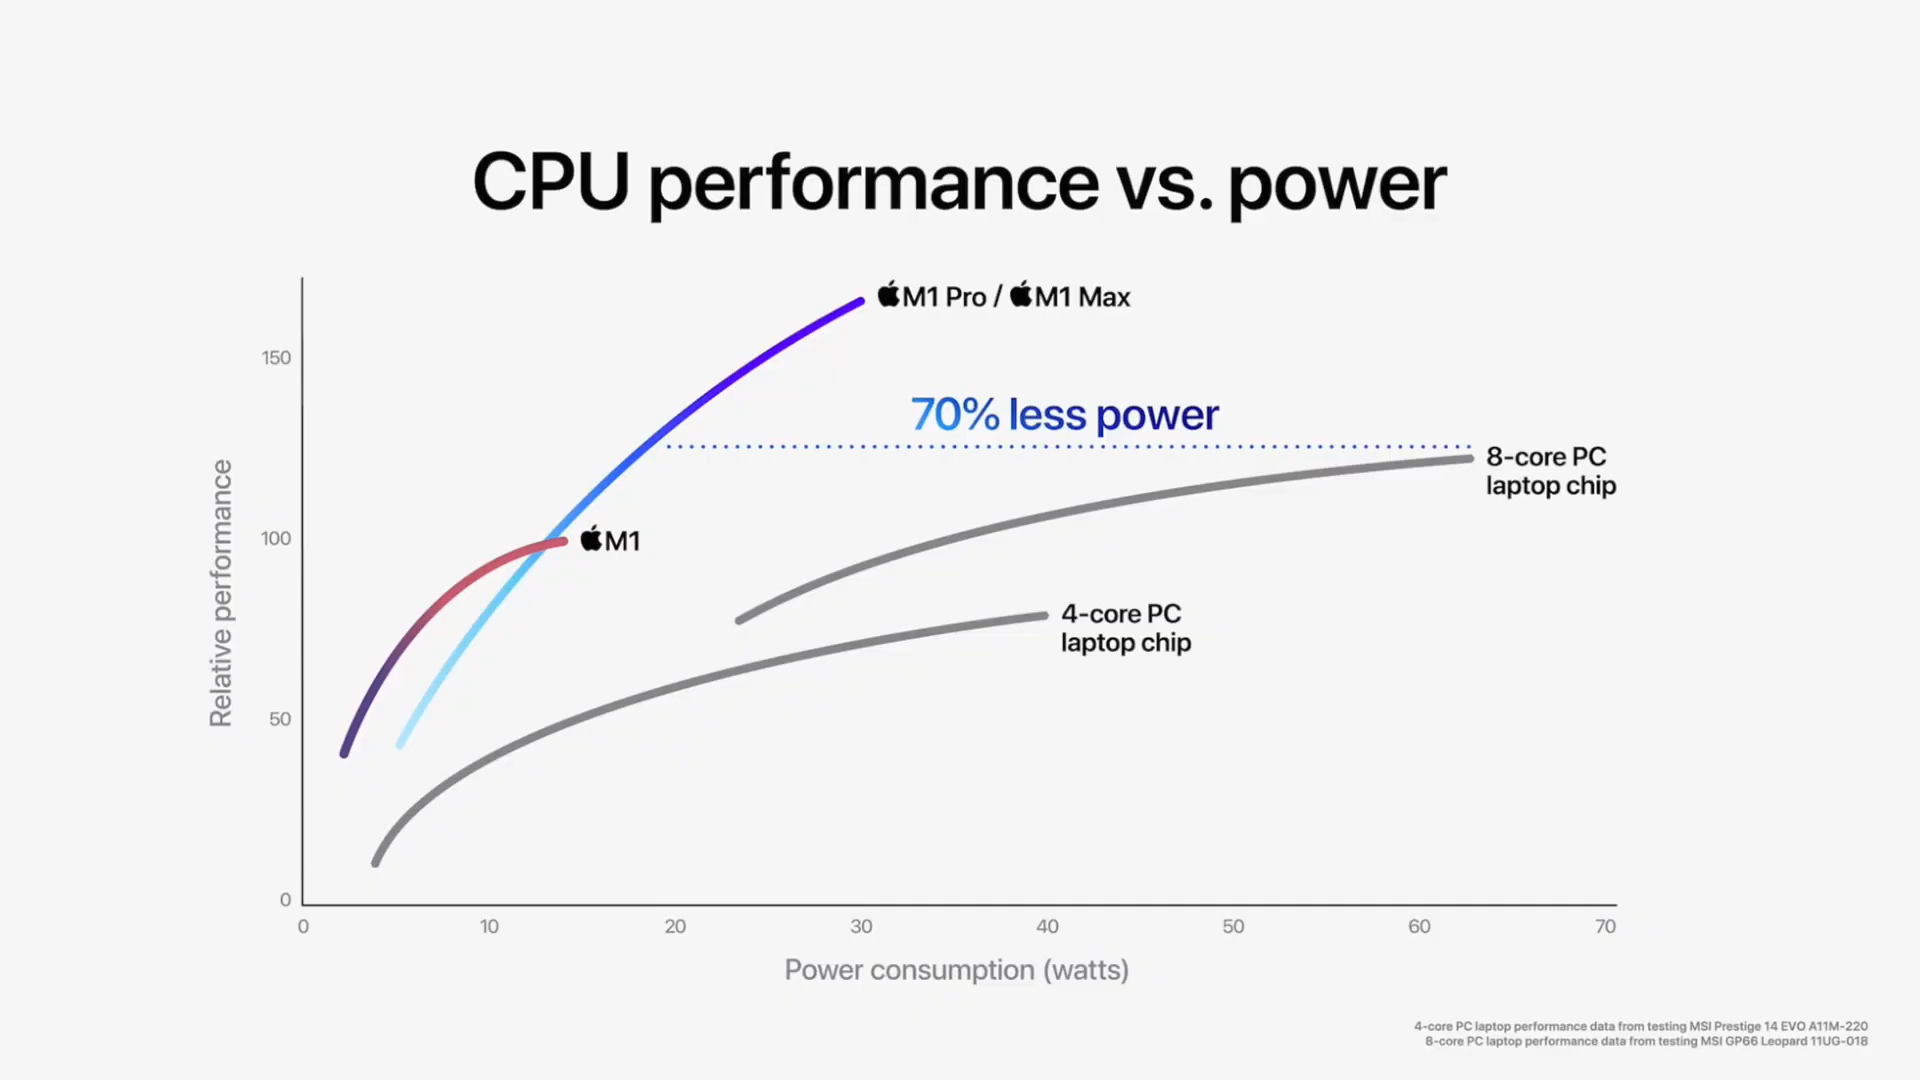 CPU performance vs. power
M1 Pro / M1 Max
150
70% less power
8-core PC
laptop chip
100
M1
4-core PC
laptop chip
Relative performance
50
0
0 10 20 30 40 50 60 70
Power consumption (watts)
4-core PC laptop performance data from testing MSI Prestige 14 EVO A11M-220
8-core PC laptop performance data from testing MSI GP66 Leopard 11UG-018